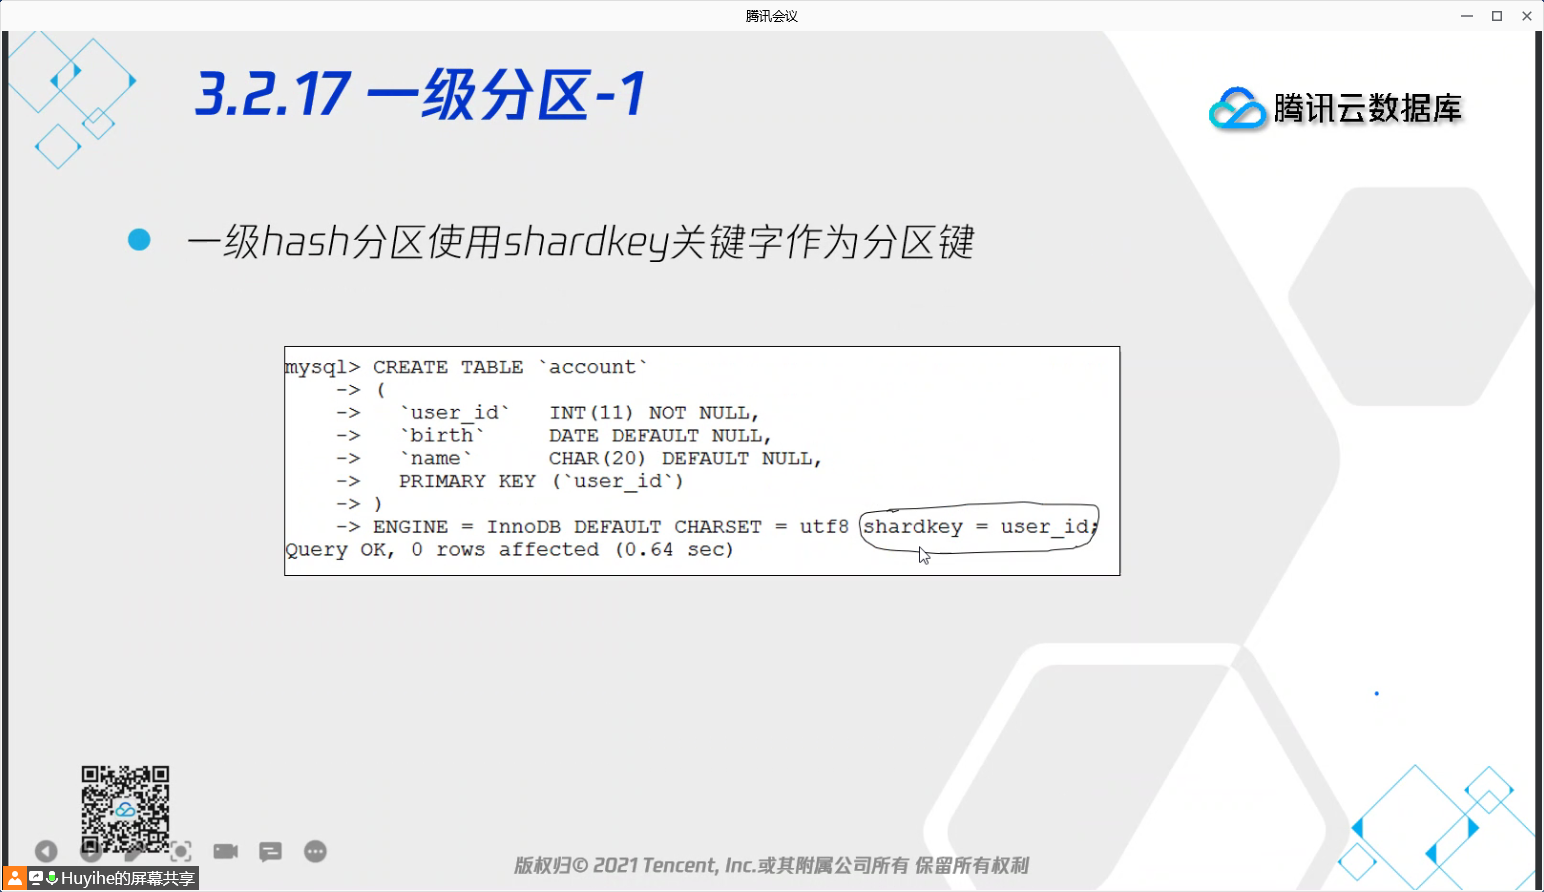 腾讯会议
3.2.17 一级分区-1
腾讯云数据库
一级hash分区使用shardkey关键字作为分区键
mysql> CREATE TABLE `account`
-> (
-> `user_id` INT(11) NOT NULL,
-> `birth` DATE DEFAULT NULL,
-> `name` CHAR(20) DEFAULT NULL,
-> PRIMARY KEY (`user_id`)
-> )
-> ENGINE = InnoDB DEFAULT CHARSET = utf8 shardkey = user_id;
Query OK, 0 rows affected (0.64 sec)
版权归© 2021 Tencent, Inc.或其附属公司所有 保留所有权利
Huyihe的屏幕共享